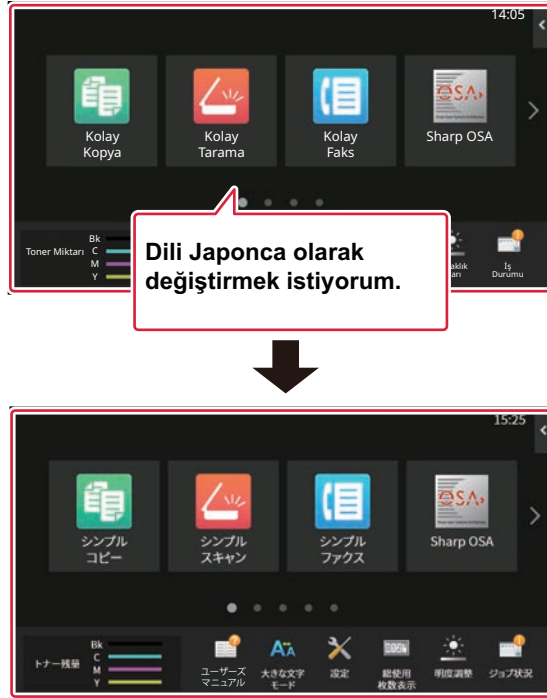 14:05
Kolay
Kopya
Kolay
Tarama
Kolay
Faks
OSA
Sharp OSA
Toner Miktarı
Bk
C
M
Y
Dili Japonca olarak
değiştirmek istiyorum.
İş
Durumu
15:25
シンプル
コピー
シンプル
スキャン
シンプル
ファクス
OSA
Sharp OSA
トナー残量
Bk
C
M
Y
ユーザーズ
マニュアル
大きな文字
モード
設定
総使用
枚数表示
明度調整
ジョブ状況